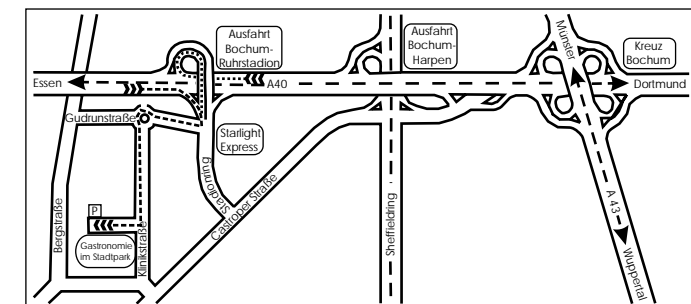 Ausfahrt
Bochum-
Ruhrstadion
Ausfahrt
Bochum-
Harpen
Münster
Kreuz
Bochum
Essen
A40
Dortmund
Gudrunstraße
Starlight
Express
Stadionring
Castroper Straße
Sheffieldring
A 43
Wuppertal
Bergstraße
P
Gastronomie
im Stadtpark
Klinikstraße